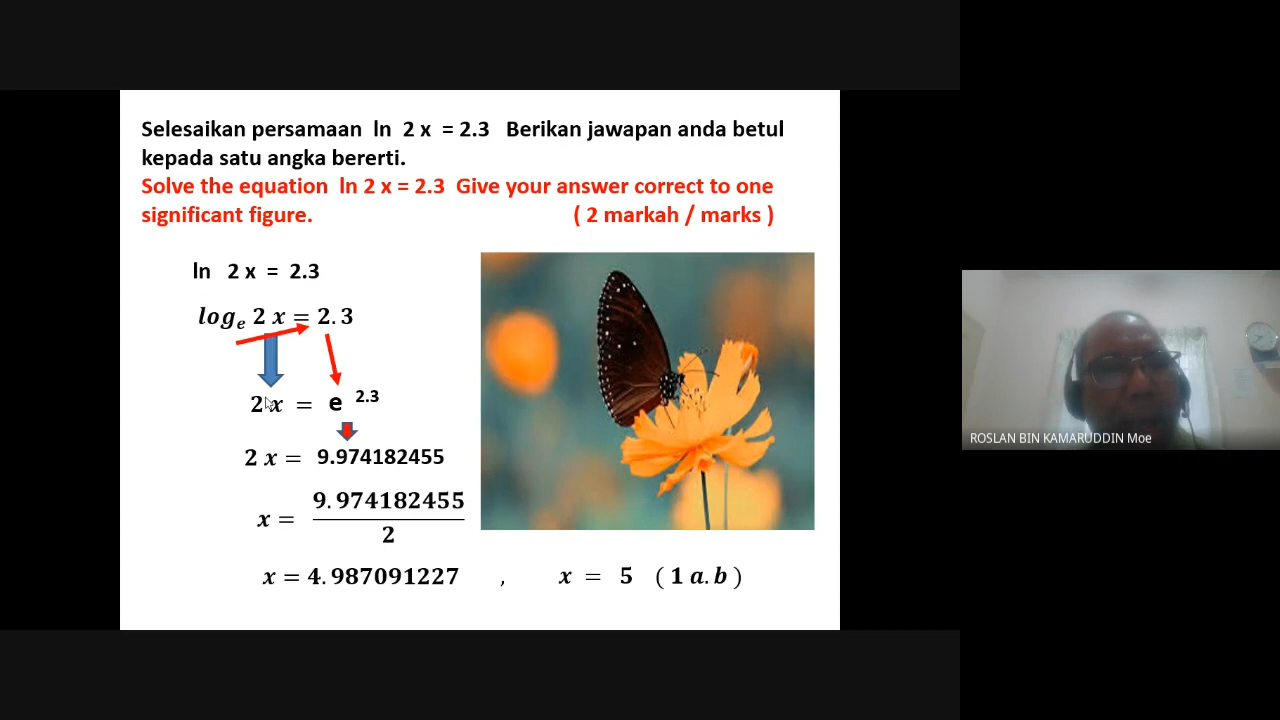 Selesaikan persamaan ln 2 x = 2.3 Berikan jawapan anda betul
kepada satu angka bererti.
Solve the equation ln 2 x = 2.3 Give your answer correct to one
significant figure. ( 2 markah / marks )
ln 2 x = 2.3
logₑ 2 x = 2.3
2 x = e ²·³
2 x = 9.974182455
x = 9.974182455 / 2
x = 4.987091227 , x = 5 ( 1 a.b )
ROSLAN BIN KAMARUDDIN Moe